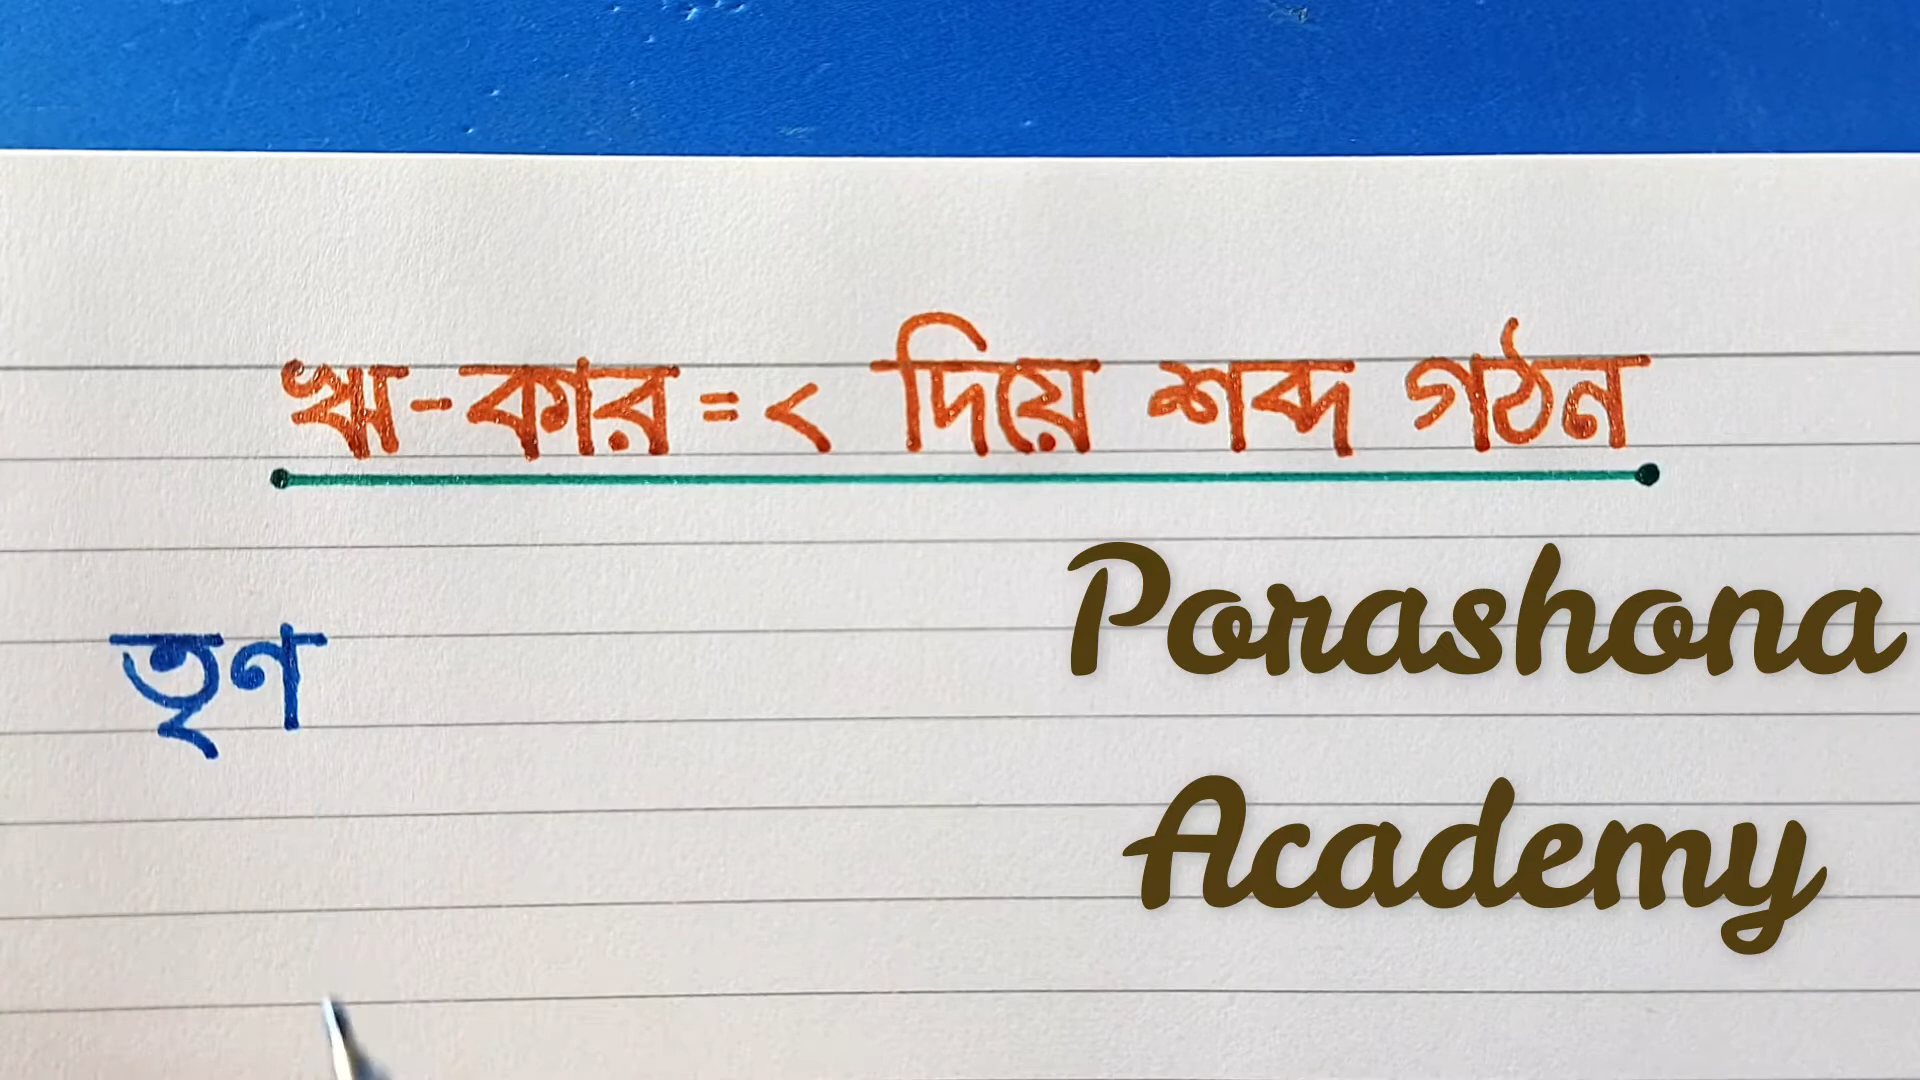 ঋ-কার = ৃ দিয়ে শব্দ গঠন
তৃণ
Porashona
Academy